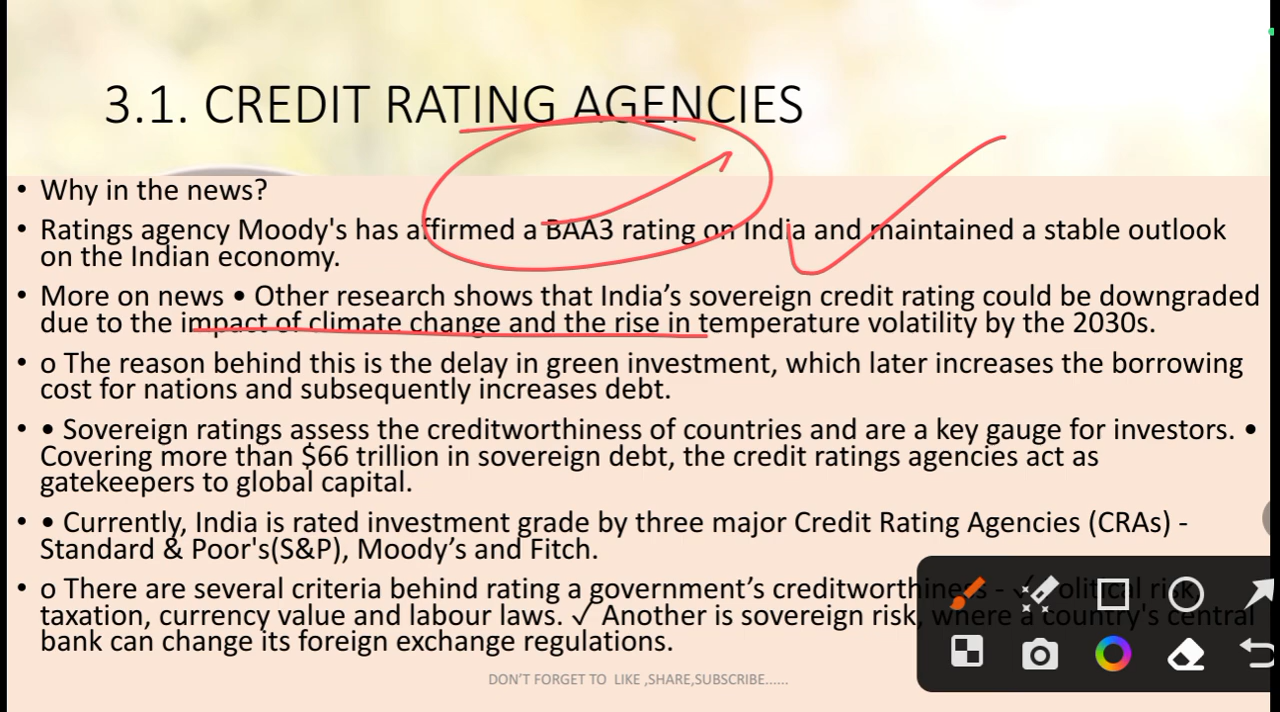 3.1. CREDIT RATING AGENCIES
• Why in the news?
• Ratings agency Moody's has affirmed a BAA3 rating on India and maintained a stable outlook
on the Indian economy.
• More on news • Other research shows that India’s sovereign credit rating could be downgraded
due to the impact of climate change and the rise in temperature volatility by the 2030s.
• o The reason behind this is the delay in green investment, which later increases the borrowing
cost for nations and subsequently increases debt.
• • Sovereign ratings assess the creditworthiness of countries and are a key gauge for investors. •
Covering more than $66 trillion in sovereign debt, the credit ratings agencies act as
gatekeepers to global capital.
• • Currently, India is rated investment grade by three major Credit Rating Agencies (CRAs) -
Standard & Poor's(S&P), Moody’s and Fitch.
• o There are several criteria behind rating a government’s creditworthiness - ✓ Political risk,
taxation, currency value and labour laws. ✓ Another is sovereign risk, where a country's central
bank can change its foreign exchange regulations.
DON’T FORGET TO LIKE ,SHARE,SUBSCRIBE......